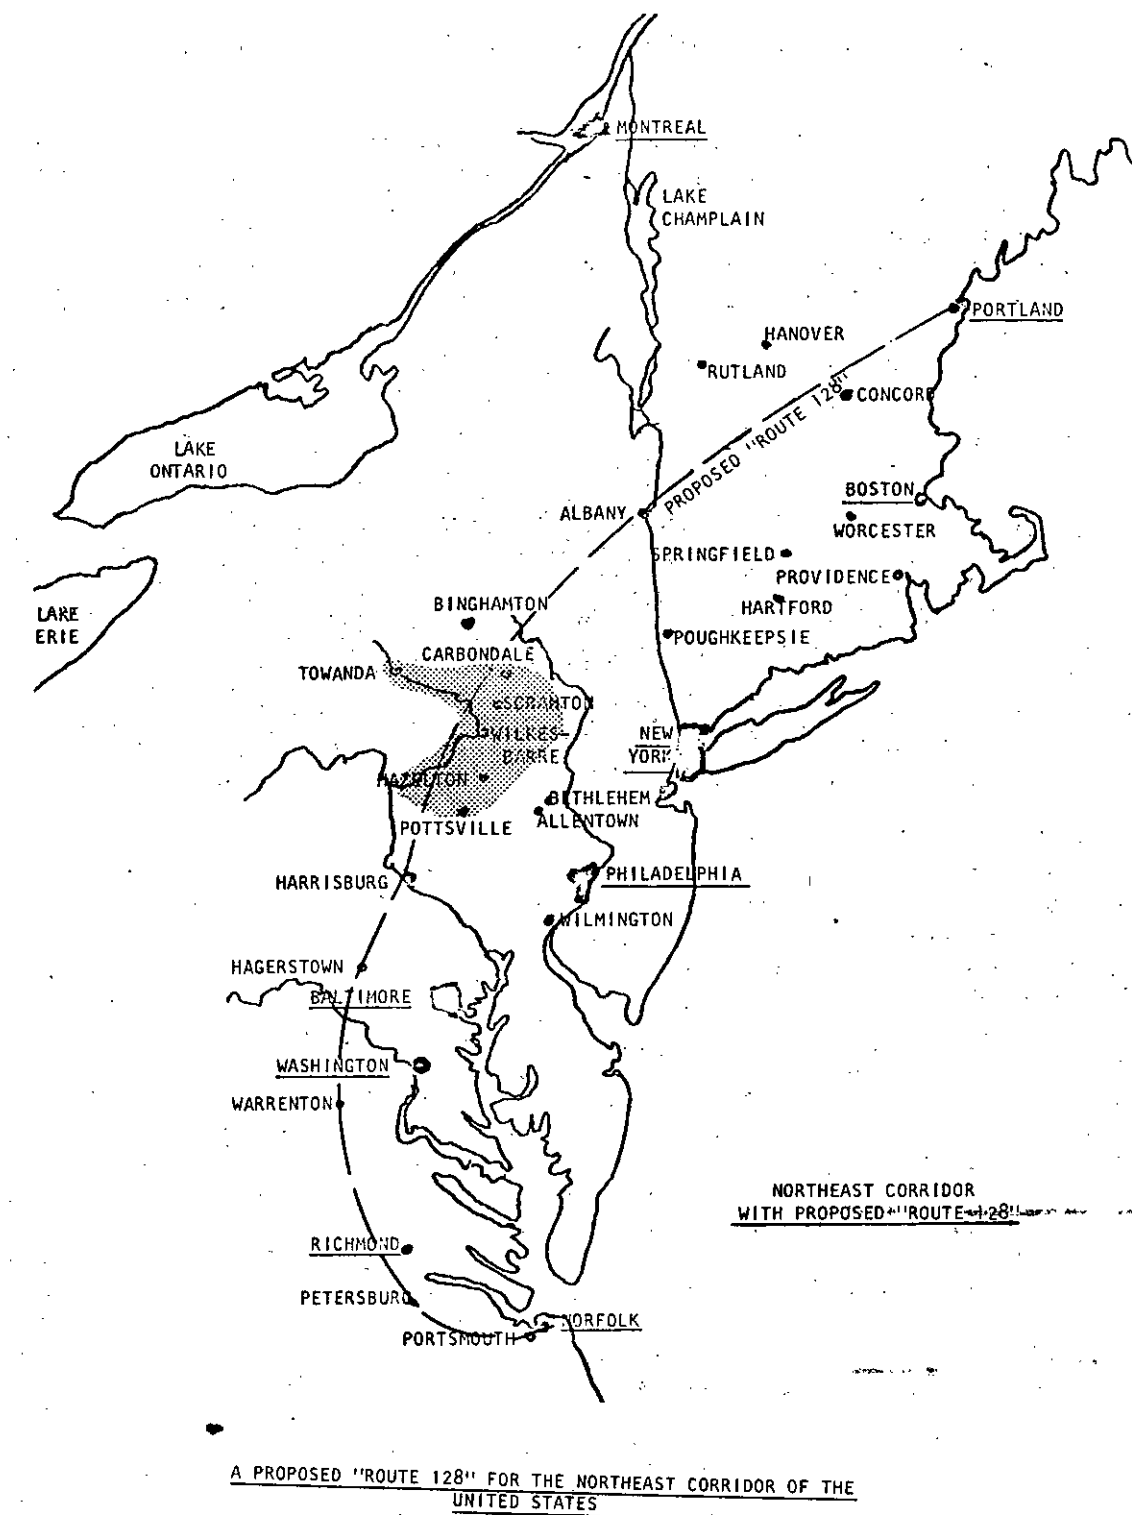 MONTREAL
LAKE
CHAMPLAIN
PORTLAND
HANOVER
RUTLAND
CONCORD
PROPOSED "ROUTE 128"
LAKE
ONTARIO
BOSTON
ALBANY
WORCESTER
SPRINGFIELD
PROVIDENCE
HARTFORD
LAKE
ERIE
BINGHAMTON
POUGHKEEPSIE
CARBONDALE
TOWANDA
SCRANTON
WILKES-
BARRE
NEW
YORK
HAZELTON
BETHLEHEM
ALLENTOWN
POTTSVILLE
HARRISBURG
PHILADELPHIA
WILMINGTON
HAGERSTOWN
BALTIMORE
WASHINGTON
WARRENTON
NORTHEAST CORRIDOR
WITH PROPOSED "ROUTE 128"
RICHMOND
PETERSBURG
NORFOLK
PORTSMOUTH
A PROPOSED "ROUTE 128" FOR THE NORTHEAST CORRIDOR OF THE
UNITED STATES